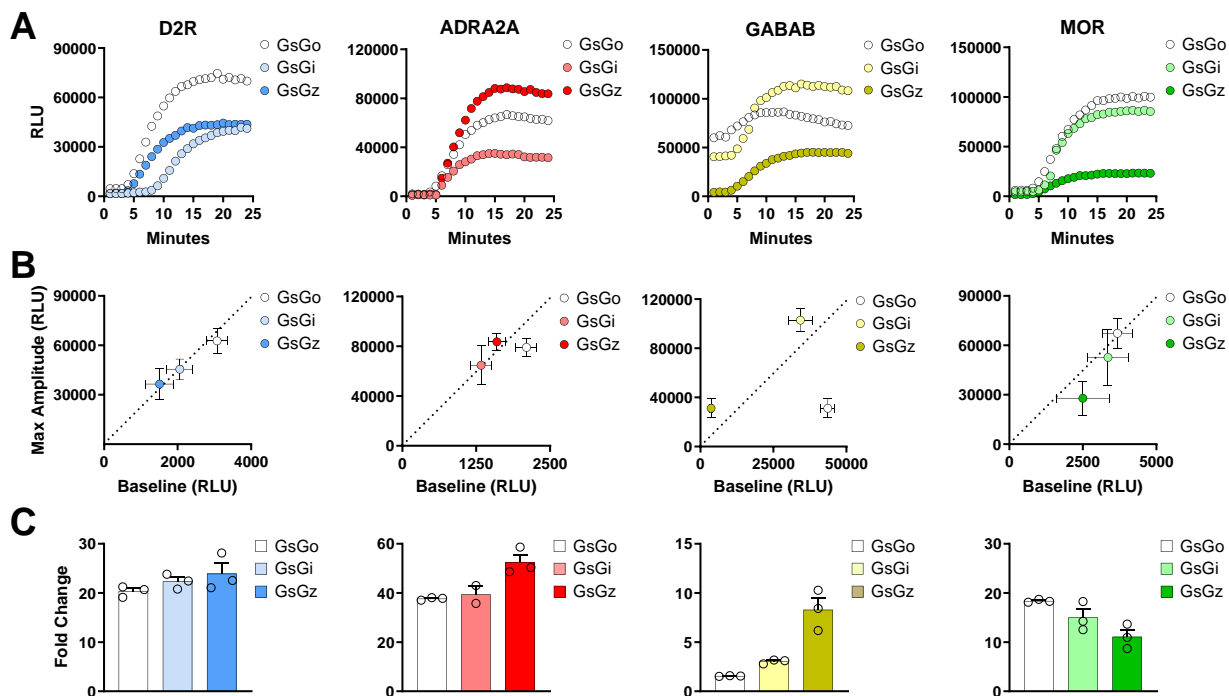 A
D2R
ADRA2A
GABAB
MOR
RLU
90000
60000
30000
0
0 5 10 15 20 25
Minutes
GsGo
GsGi
GsGz
120000
80000
40000
0
0 5 10 15 20 25
Minutes
GsGo
GsGi
GsGz
150000
100000
50000
0
0 5 10 15 20 25
Minutes
GsGo
GsGi
GsGz
150000
100000
50000
0
0 5 10 15 20 25
Minutes
GsGo
GsGi
GsGz
B
Max Amplitude (RLU)
90000
60000
30000
0 2000 4000
Baseline (RLU)
GsGo
GsGi
GsGz
120000
80000
40000
0
0 1250 2500
Baseline (RLU)
GsGo
GsGi
GsGz
120000
80000
40000
0
0 25000 50000
Baseline (RLU)
GsGo
GsGi
GsGz
90000
60000
30000
0
0 2500 5000
Baseline (RLU)
GsGo
GsGi
GsGz
C
Fold Change
30
20
10
0
GsGo
GsGi
GsGz
60
40
20
0
GsGo
GsGi
GsGz
15
10
5
0
GsGo
GsGi
GsGz
30
20
10
0
GsGo
GsGi
GsGz